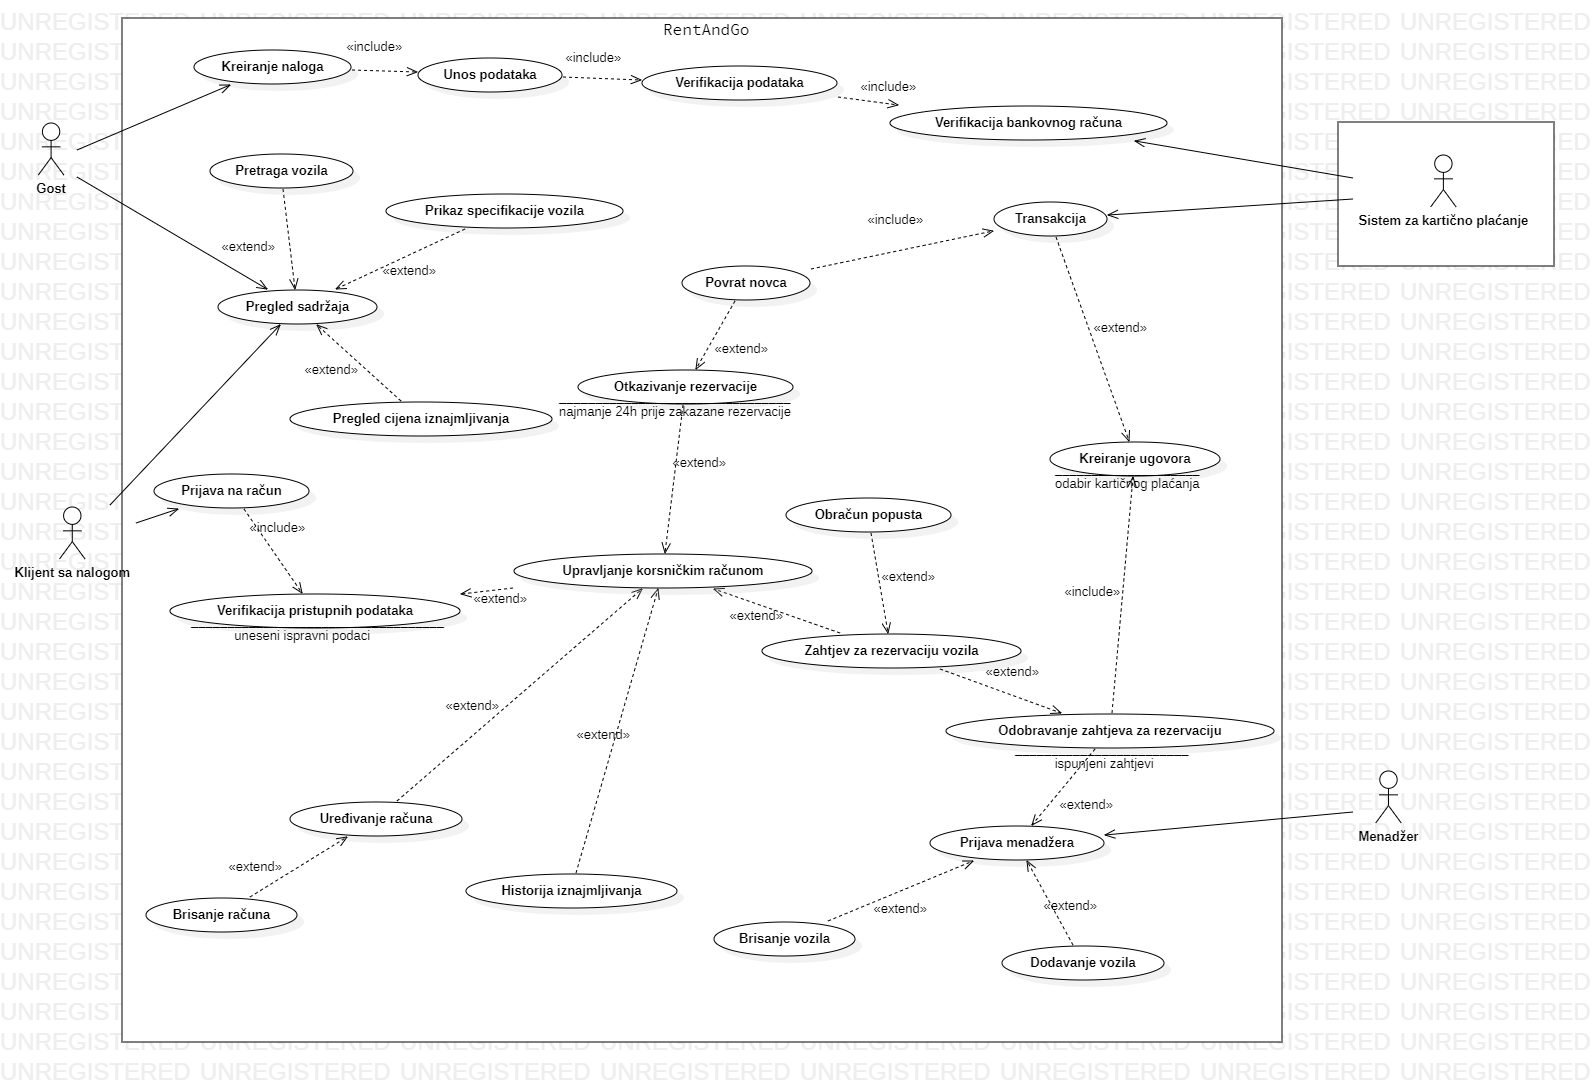 RentAndGo
Kreiranje naloga
«include»
Unos podataka
«include»
Verifikacija podataka
«include»
Verifikacija bankovnog računa
Gost
Pretraga vozila
Prikaz specifikacije vozila
«extend»
«extend»
Pregled sadržaja
«extend»
Pregled cijena iznajmljivanja
«include»
Transakcija
Sistem za kartično plaćanje
Povrat novca
«extend»
«extend»
Otkazivanje rezervacije
najmanje 24h prije zakazane rezervacije
«extend»
Kreiranje ugovora
odabir kartičnog plaćanja
Prijava na račun
«include»
Klijent sa nalogom
Obračun popusta
«extend»
Upravljanje korsničkim računom
«extend»
Verifikacija pristupnih podataka
uneseni ispravni podaci
«include»
«extend»
Zahtjev za rezervaciju vozila
«extend»
«extend»
«extend»
Odobravanje zahtjeva za rezervaciju
ispunjeni zahtjevi
«extend»
Uređivanje računa
«extend»
Brisanje računa
Historija iznajmljivanja
Prijava menadžera
Menadžer
«extend»
«extend»
Brisanje vozila
Dodavanje vozila
UNREGISTERED